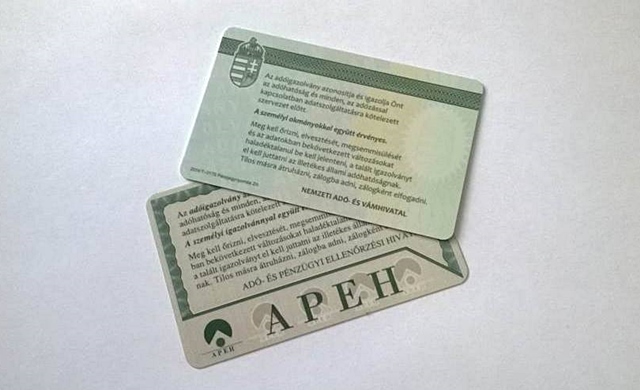 Az adóigazolvány azonosítja és igazolja Önt
az adóhatóság és minden, az adózással
kapcsolatban adatszolgáltatásra kötelezett
szervezet előtt.
A személyi okmányokkal együtt érvényes.
Meg kell őrizni, elvesztését, megsemmisülését
és az adatokban bekövetkezett változásokat
haladéktalanul be kell jelenteni, a talált igazolványt
el kell juttatni az illetékes állami adóhatóságnak.
Tilos másra átruházni, zálogba adni, zálogként elfogadni.
NEMZETI ADÓ- ÉS VÁMHIVATAL
Az adóigazolvány
adóhatóság és minden,
adatszolgáltatásra kötelezett
A személyi igazolvánnyal együtt
Meg kell őrizni, elvesztését, megsemm
ban bekövetkezett változásokat haladéktalan
a talált igazolványt el kell juttatni az illetékes állam
nak. Tilos másra átruházni, zálogba adni, zálogként
ADÓ- ÉS PÉNZÜGYI ELLENŐRZÉSI HIVA
APEH
APEH